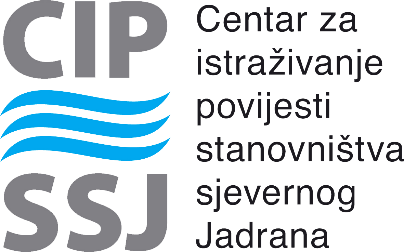 CIP
SSJ
Centar za
istraživanje
povijesti
stanovništva
sjevernog
Jadrana